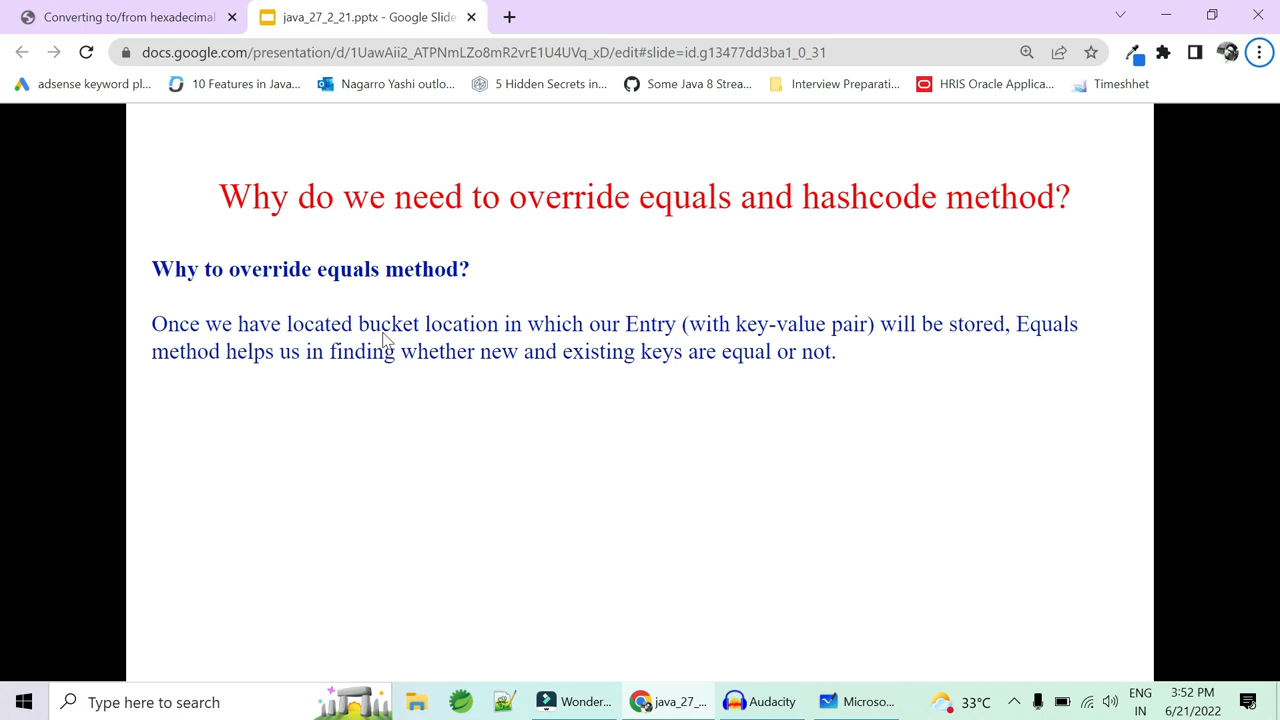 Converting to/from hexadecimal
java_27_2_21.pptx - Google Slide
docs.google.com/presentation/d/1UawAii2_ATPNmLZo8mR2vrE1U4UVq_xD/edit#slide=id.g13477dd3ba1_0_31
adsense keyword pl... 10 Features in Java... Nagarro Yashi outlo... 5 Hidden Secrets in... Some Java 8 Strea... Interview Preparati... HRIS Oracle Applica... Timeshhet
Why do we need to override equals and hashcode method?
Why to override equals method?
Once we have located bucket location in which our Entry (with key-value pair) will be stored, Equals
method helps us in finding whether new and existing keys are equal or not.
Type here to search
Wonder...
java_27_...
Audacity
Microso...
33°C
ENG
IN
3:52 PM
6/21/2022